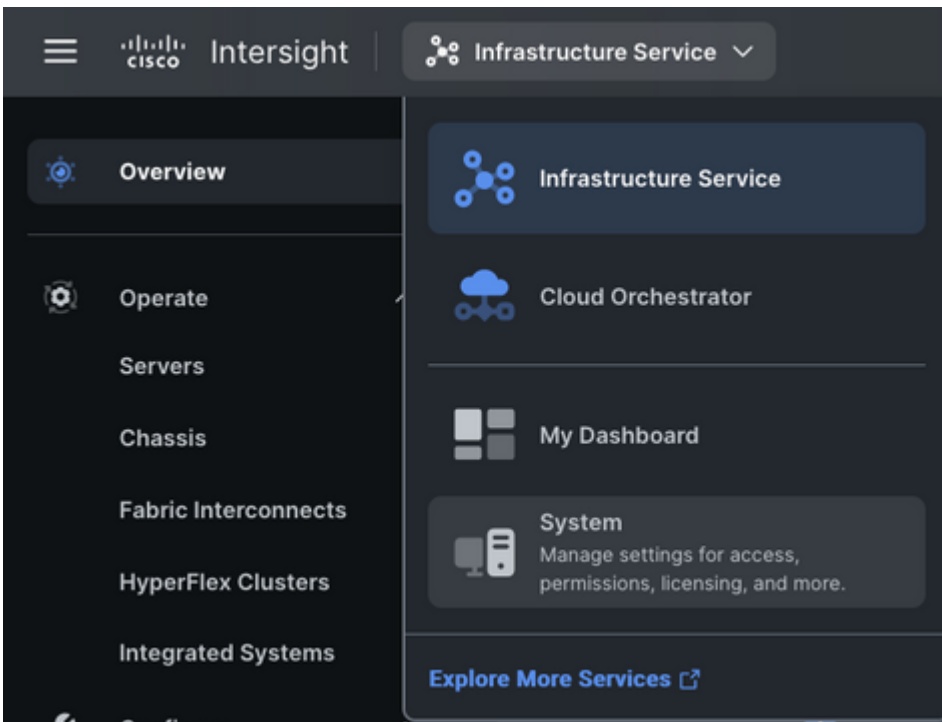 cisco Intersight
Infrastructure Service
Overview
Operate
Servers
Chassis
Fabric Interconnects
HyperFlex Clusters
Integrated Systems
Infrastructure Service
Cloud Orchestrator
My Dashboard
System
Manage settings for access,
permissions, licensing, and more.
Explore More Services